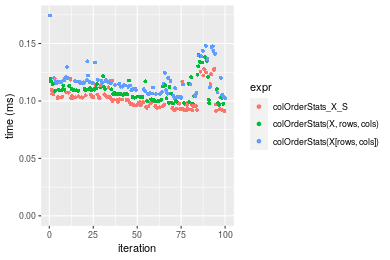 0.15
0.10
0.05
0.00
time (ms)
0
25
50
75
100
iteration
expr
colOrderStats_X_S
colOrderStats(X, rows, cols)
colOrderStats(X[rows, cols])